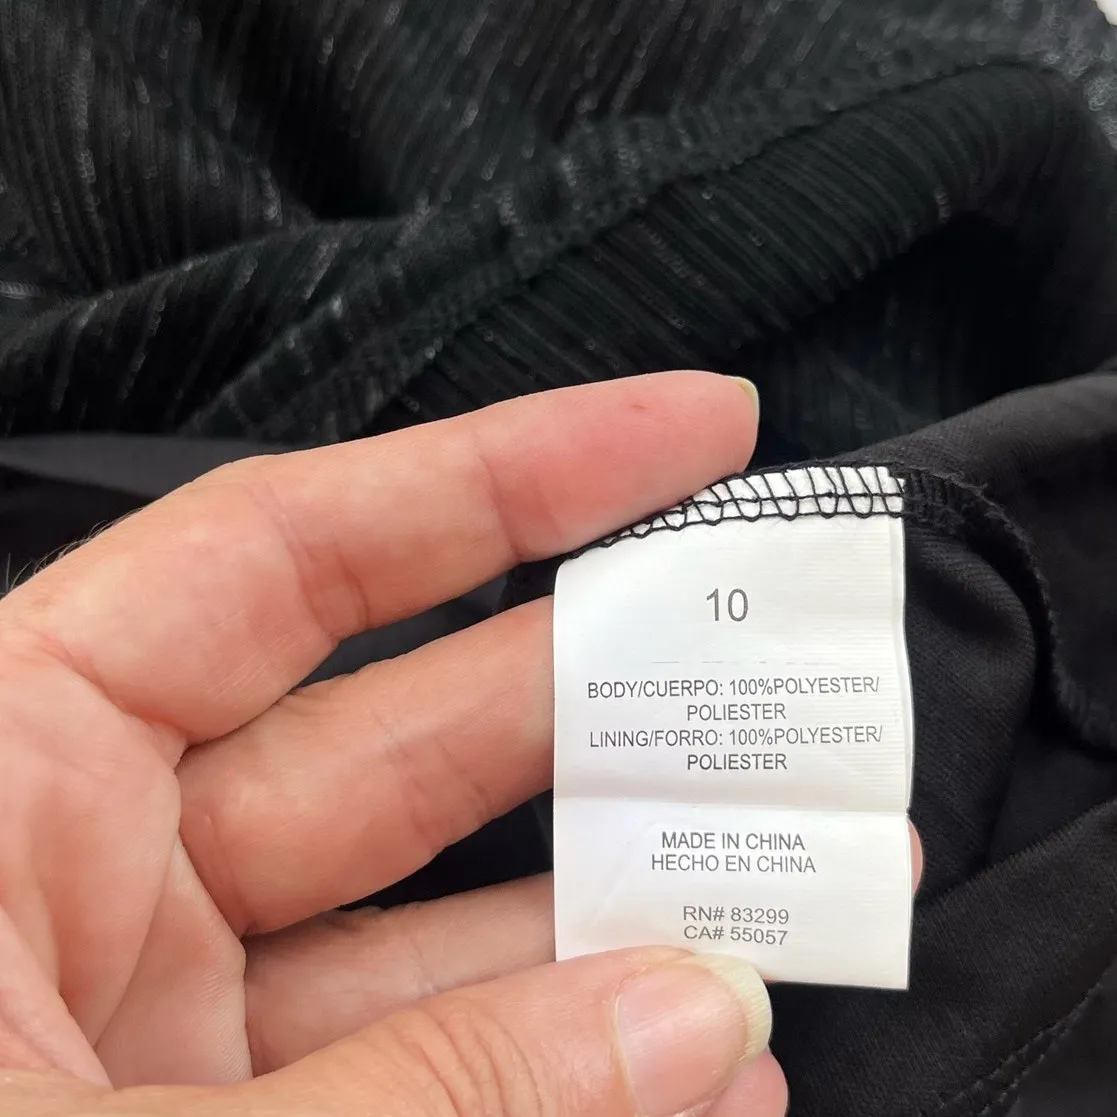 10
BODY/CUERPO: 100%POLYESTER/
POLIESTER
LINING/FORRO: 100%POLYESTER/
POLIESTER
MADE IN CHINA
HECHO EN CHINA
RN# 83299
CA# 55057